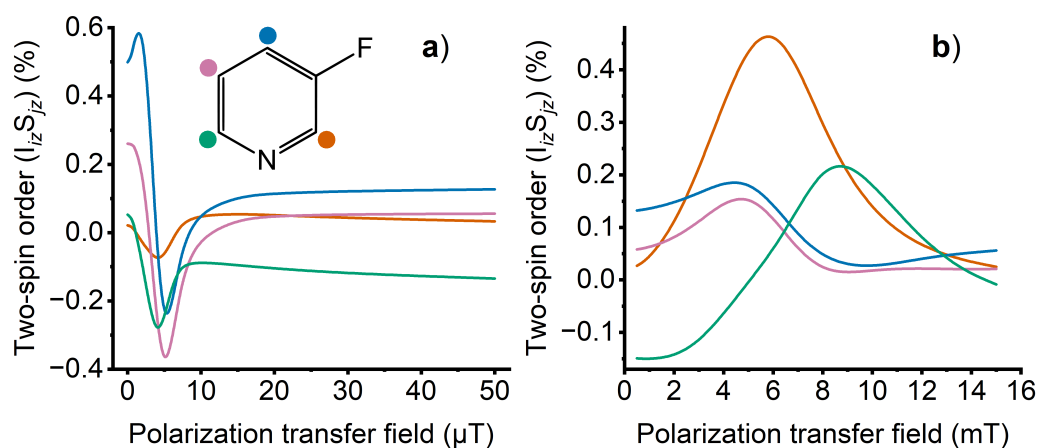 a)
F
N
Two-spin order (IizSjz) (%)
0.6
0.4
0.2
0.0
−0.2
−0.4
0 10 20 30 40 50
Polarization transfer field (μT)
b)
Two-spin order (IizSjz) (%)
0.4
0.3
0.2
0.1
0.0
−0.1
0 2 4 6 8 10 12 14 16
Polarization transfer field (mT)